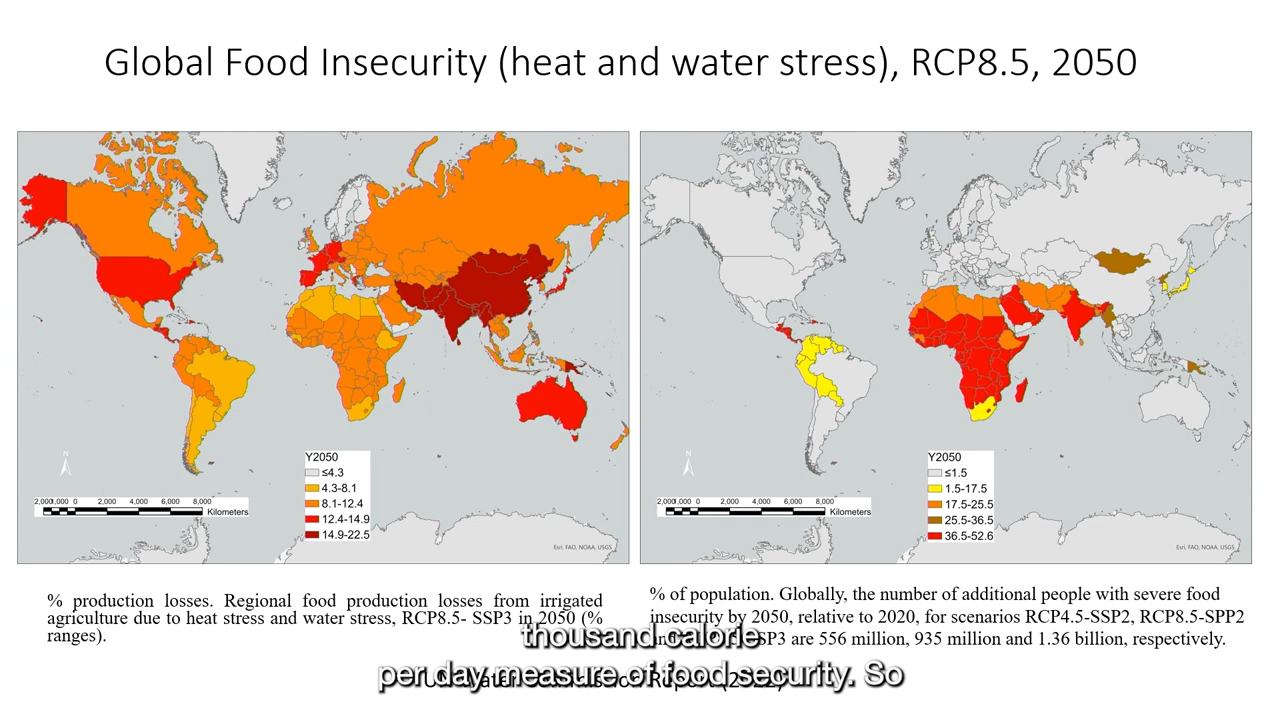 Global Food Insecurity (heat and water stress), RCP8.5, 2050
N
2,000
1,000
0
2,000
4,000
6,000
8,000
Kilometers
Y2050
≤4.3
4.3-8.1
8.1-12.4
12.4-14.9
14.9-22.5
Esri, FAO, NOAA, USGS
N
2,000
1,000
0
2,000
4,000
6,000
8,000
Kilometers
Y2050
≤1.5
1.5-17.5
17.5-25.5
25.5-36.5
36.5-52.6
Esri, FAO, NOAA, USGS
% production losses. Regional food production losses from irrigated
agriculture due to heat stress and water stress, RCP8.5- SSP3 in 2050 (%
ranges).
% of population. Globally, the number of additional people with severe food
insecurity by 2050, relative to 2020, for scenarios RCP4.5-SSP2, RCP8.5-SPP2
are 556 million, 935 million and 1.36 billion, respectively.
thousand calorie
per day measure of food security. So